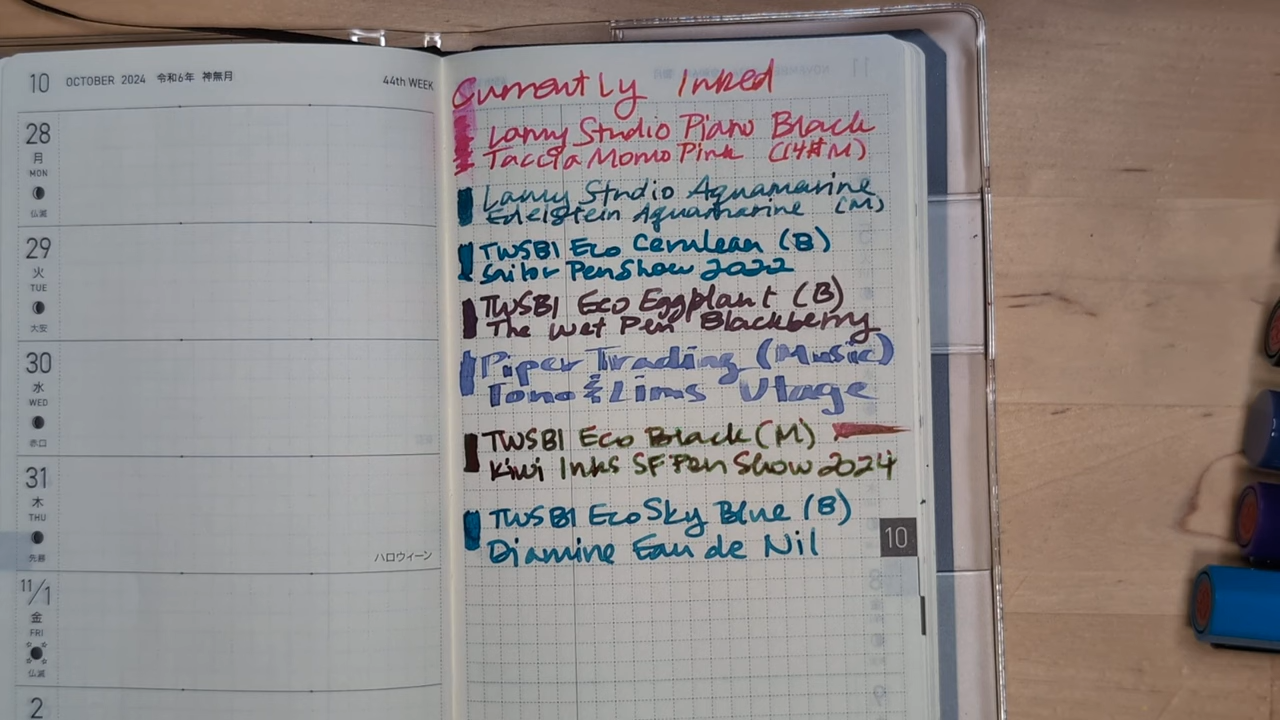 10 OCTOBER 2024 令和6年 神無月 44th WEEK
28
月
MON
仏滅
29
火
TUE
大安
30
水
WED
赤口
31
木
THU
先勝
ハロウィーン
11/1
金
FRI
仏滅
2
Currently Inked
Lamy Studio Piano Black
Taccia Momo Pink (14k M)
Lamy Studio Aquamarine
Edelstein Aquamarine (M)
TWSBI Eco Cerulean (B)
Sailor Pen Show 2022
TWSBI Eco Eggplant (B)
The Wet Pen Blackberry
Piper Trading (Music)
Tono & Lims Utage
TWSBI Eco Black (M)
Kiwi Inks SF Pen Show 2024
TWSBI Eco Sky Blue (B)
Diamine Eau de Nil
10